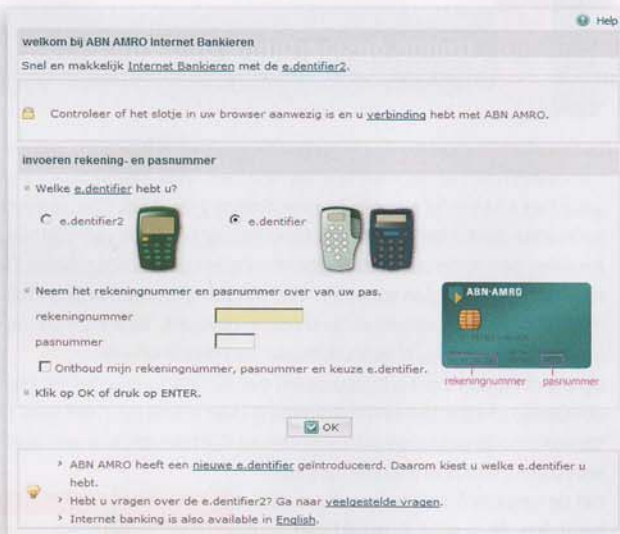 Help
welkom bij ABN AMRO Internet Bankieren
Snel en makkelijk Internet Bankieren met de e.dentifier2.
Controleer of het slotje in uw browser aanwezig is en u verbinding hebt met ABN AMRO.
invoeren rekening- en pasnummer
Welke e.dentifier hebt u?
e.dentifier2
e.dentifier
Neem het rekeningnummer en pasnummer over van uw pas.
ABN·AMRO
rekeningnummer
pasnummer
Onthoud mijn rekeningnummer, pasnummer en keuze e.dentifier.
rekeningnummer pasnummer
Klik op OK of druk op ENTER.
OK
> ABN AMRO heeft een nieuwe e.dentifier geïntroduceerd. Daarom kiest u welke e.dentifier u
hebt.
> Hebt u vragen over de e.dentifier2? Ga naar veelgestelde vragen.
> Internet banking is also available in English.